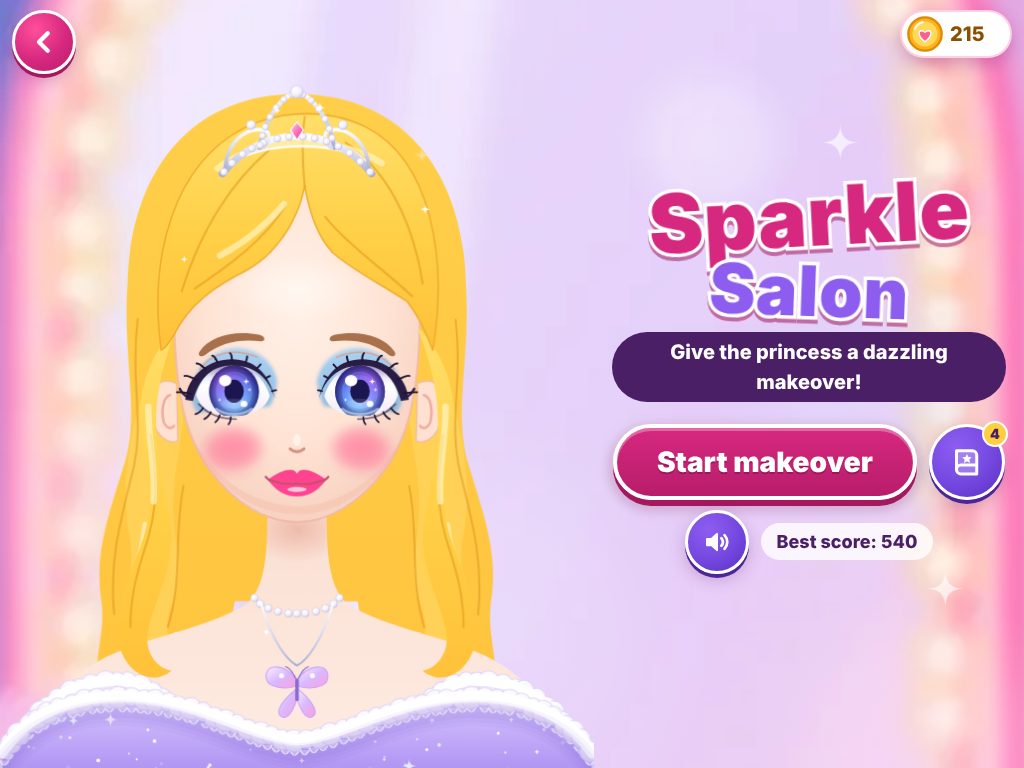 215
Sparkle
Salon
Give the princess a dazzling
makeover!
Start makeover
4
Best score: 540